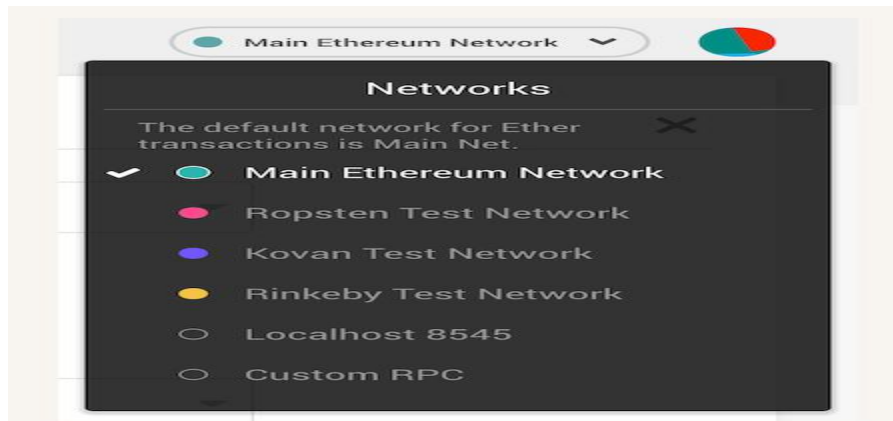 Main Ethereum Network
Networks
The default network for Ether
transactions is Main Net.
Main Ethereum Network
Ropsten Test Network
Kovan Test Network
Rinkeby Test Network
Localhost 8545
Custom RPC